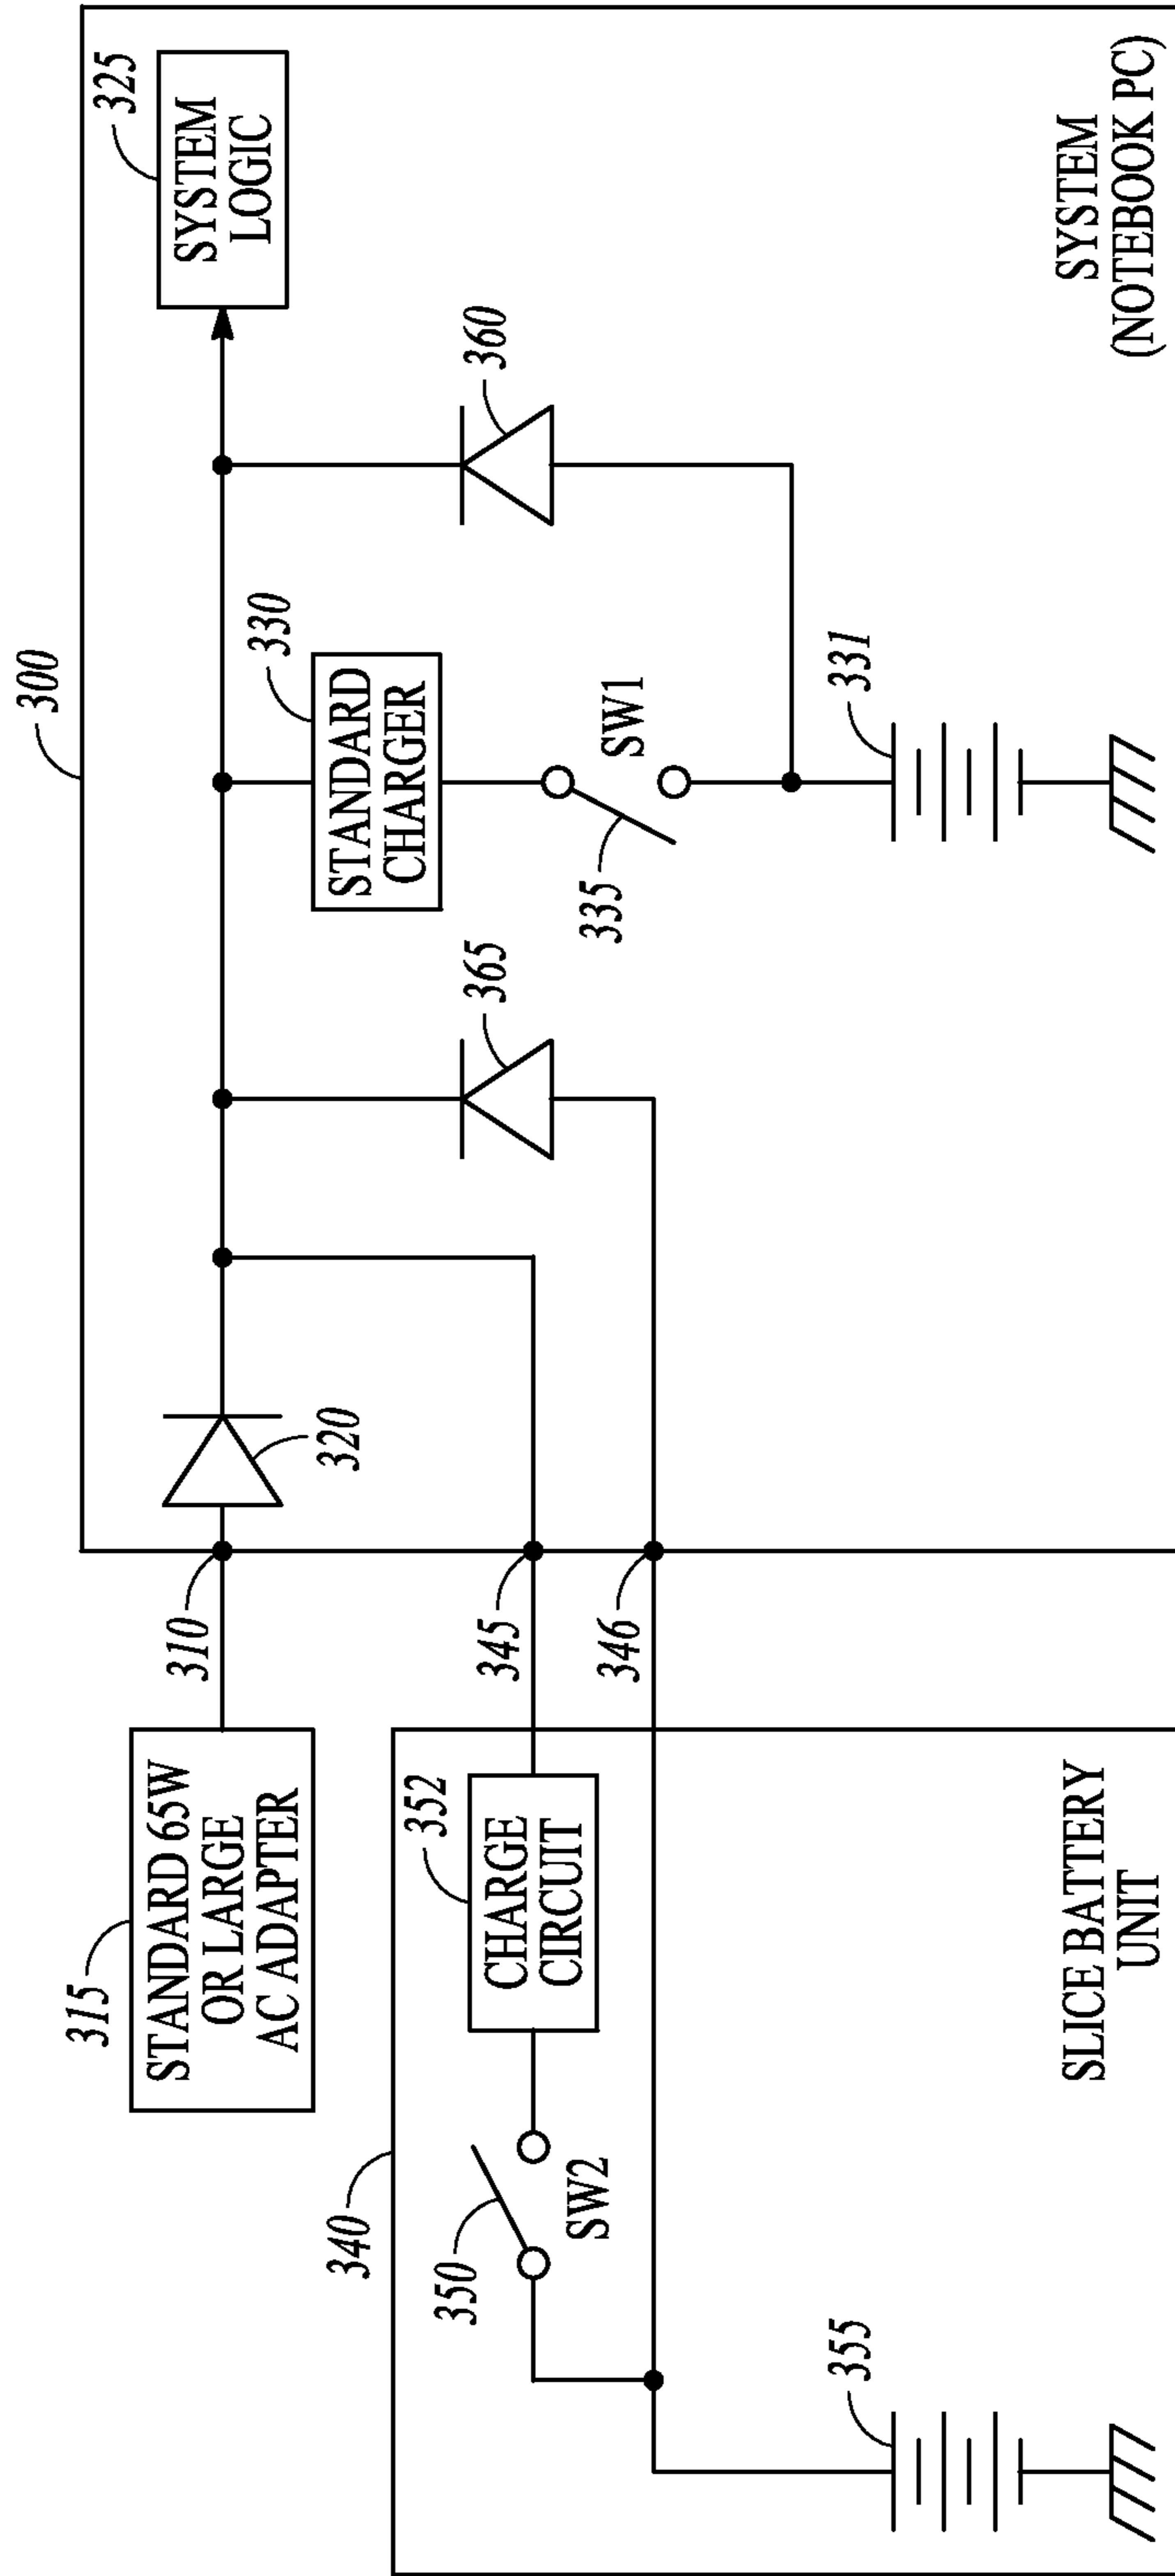 300
315
STANDARD 65W
OR LARGE
AC ADAPTER
310
320
325
SYSTEM
LOGIC
330
STANDARD
CHARGER
365
360
335
SW1
331
340
345
346
352
CHARGE
CIRCUIT
350
SW2
355
SLICE BATTERY
UNIT
SYSTEM
(NOTEBOOK PC)